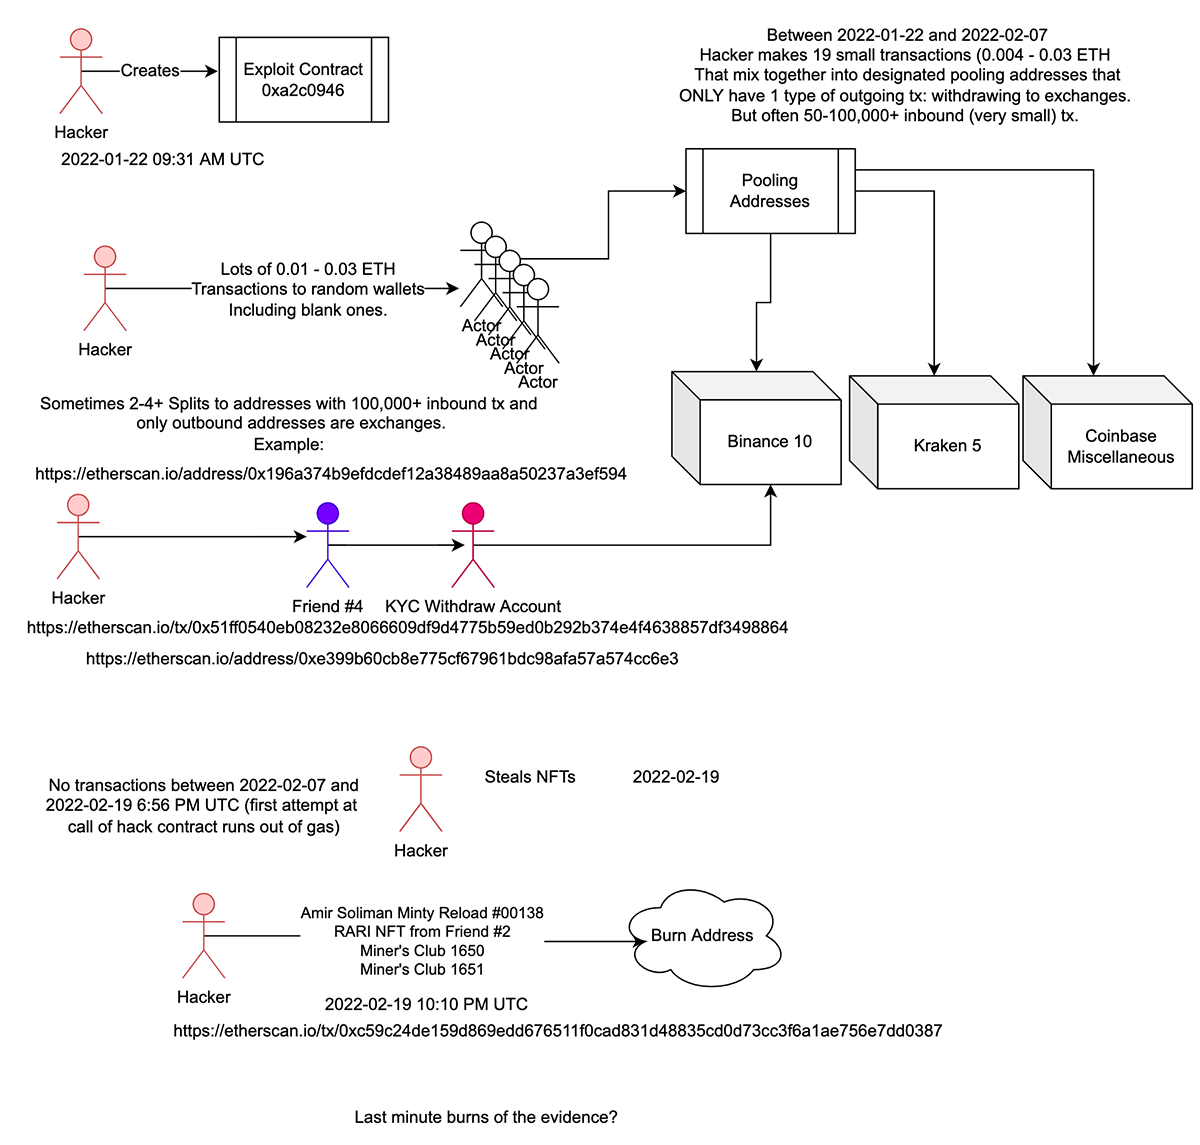 Creates
Exploit Contract
0xa2c0946
Hacker
2022-01-22 09:31 AM UTC
Between 2022-01-22 and 2022-02-07
Hacker makes 19 small transactions (0.004 - 0.03 ETH
That mix together into designated pooling addresses that
ONLY have 1 type of outgoing tx: withdrawing to exchanges.
But often 50-100,000+ inbound (very small) tx.
Pooling
Addresses
Lots of 0.01 - 0.03 ETH
Transactions to random wallets
Including blank ones.
Hacker
Actor
Actor
Actor
Actor
Actor
Sometimes 2-4+ Splits to addresses with 100,000+ inbound tx and
only outbound addresses are exchanges.
Example:
https://etherscan.io/address/0x196a374b9efdcdef12a38489aa8a50237a3ef594
Binance 10
Kraken 5
Coinbase
Miscellaneous
Hacker
Friend #4
KYC Withdraw Account
https://etherscan.io/tx/0x51ff0540eb08232e8066609df9d4775b59ed0b292b374e4f4638857df3498864
https://etherscan.io/address/0xe399b60cb8e775cf67961bdc98afa57a574cc6e3
No transactions between 2022-02-07 and
2022-02-19 6:56 PM UTC (first attempt at
call of hack contract runs out of gas)
Hacker
Steals NFTs
2022-02-19
Hacker
Amir Soliman Minty Reload #00138
RARI NFT from Friend #2
Miner's Club 1650
Miner's Club 1651
Burn Address
2022-02-19 10:10 PM UTC
https://etherscan.io/tx/0xc59c24de159d869edd676511f0cad831d48835cd0d73cc3f6a1ae756e7dd0387
Last minute burns of the evidence?